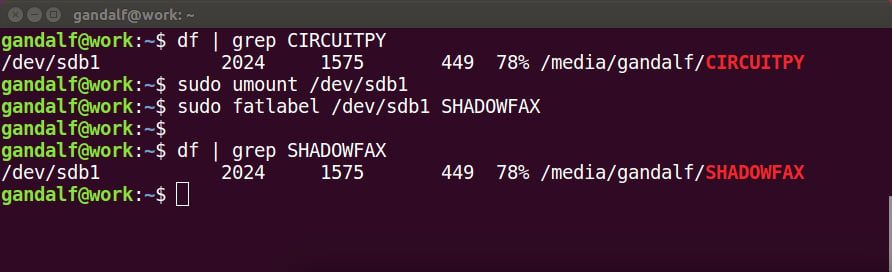 gandalf@work: ~
gandalf@work:~$ df | grep CIRCUITPY
/dev/sdb1           2024     1575       449  78% /media/gandalf/CIRCUITPY
gandalf@work:~$ sudo umount /dev/sdb1
gandalf@work:~$ sudo fatlabel /dev/sdb1 SHADOWFAX
gandalf@work:~$
gandalf@work:~$ df | grep SHADOWFAX
/dev/sdb1           2024     1575       449  78% /media/gandalf/SHADOWFAX
gandalf@work:~$